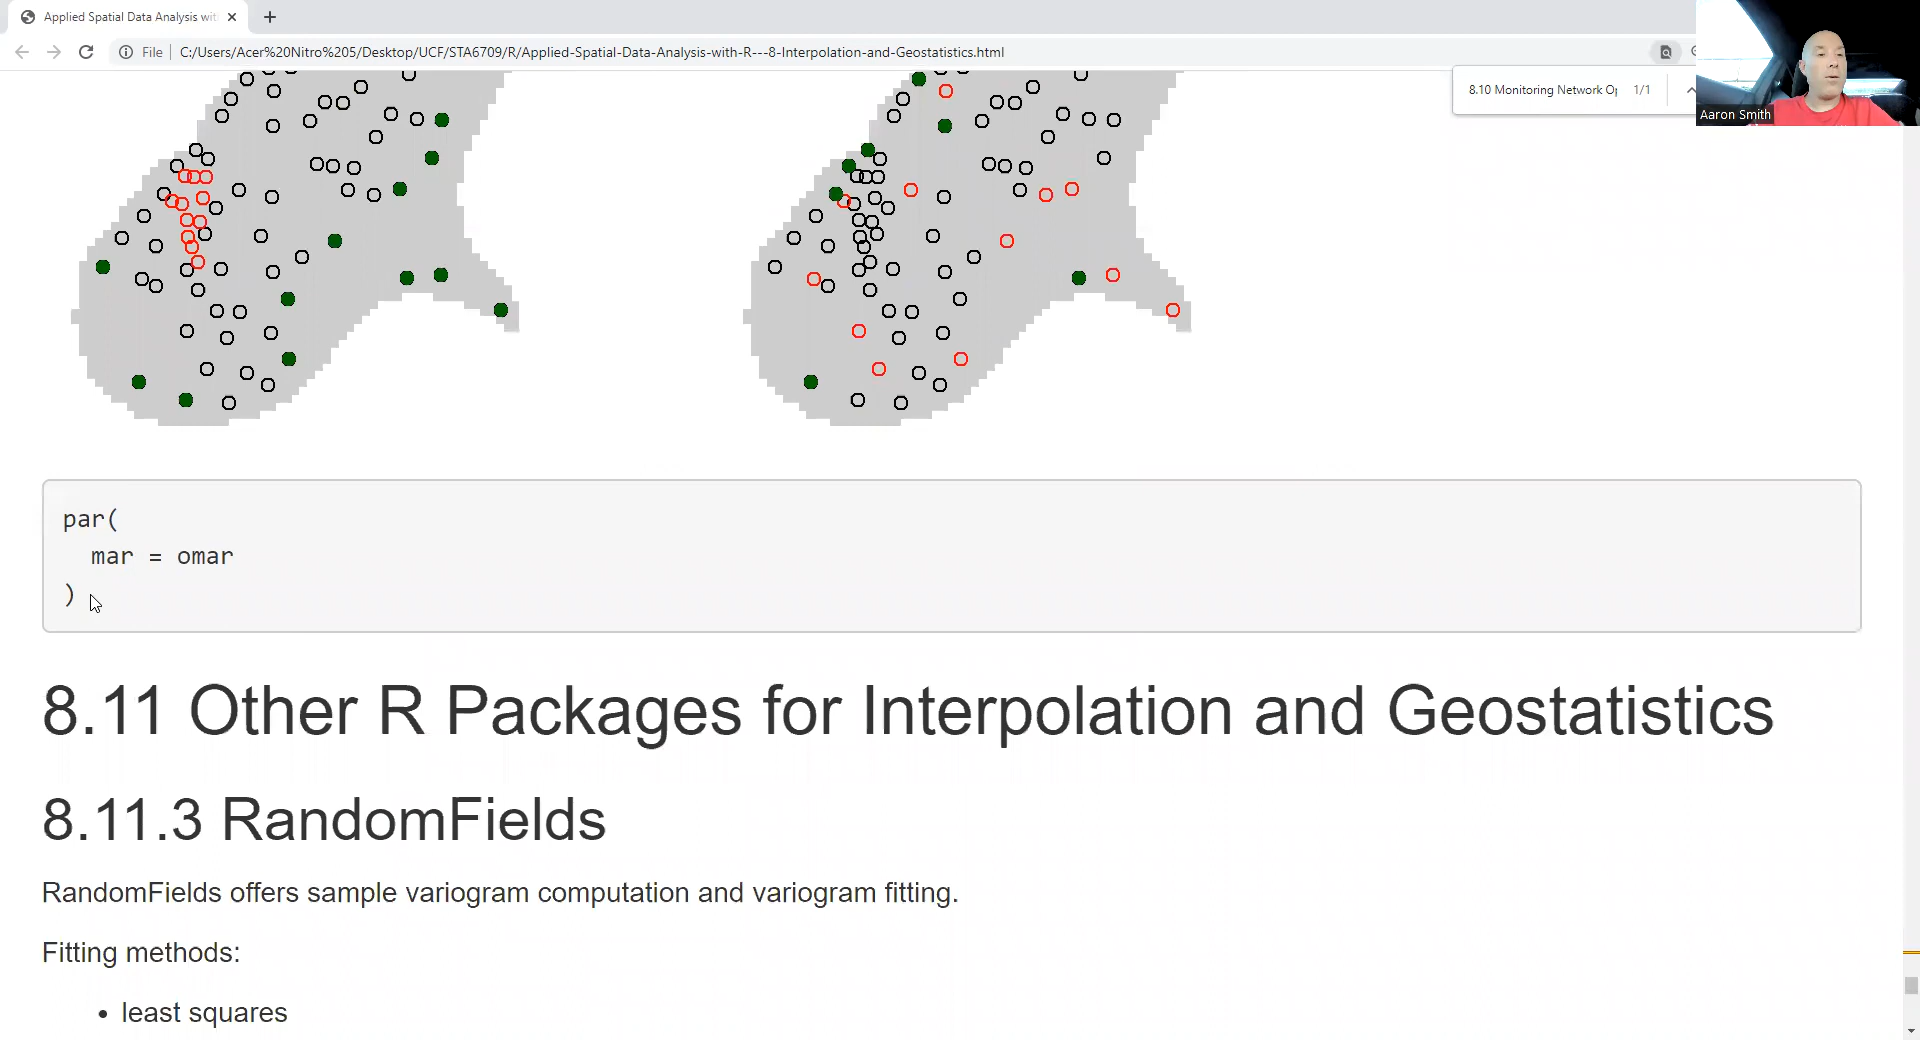 Applied Spatial Data Analysis wit
File
C:/Users/Acer%20Nitro%205/Desktop/UCF/STA6709/R/Applied-Spatial-Data-Analysis-with-R---8-Interpolation-and-Geostatistics.html
8.10 Monitoring Network Op 1/1
Aaron Smith
par(
mar = omar
)
8.11 Other R Packages for Interpolation and Geostatistics
8.11.3 RandomFields
RandomFields offers sample variogram computation and variogram fitting.
Fitting methods:
• least squares